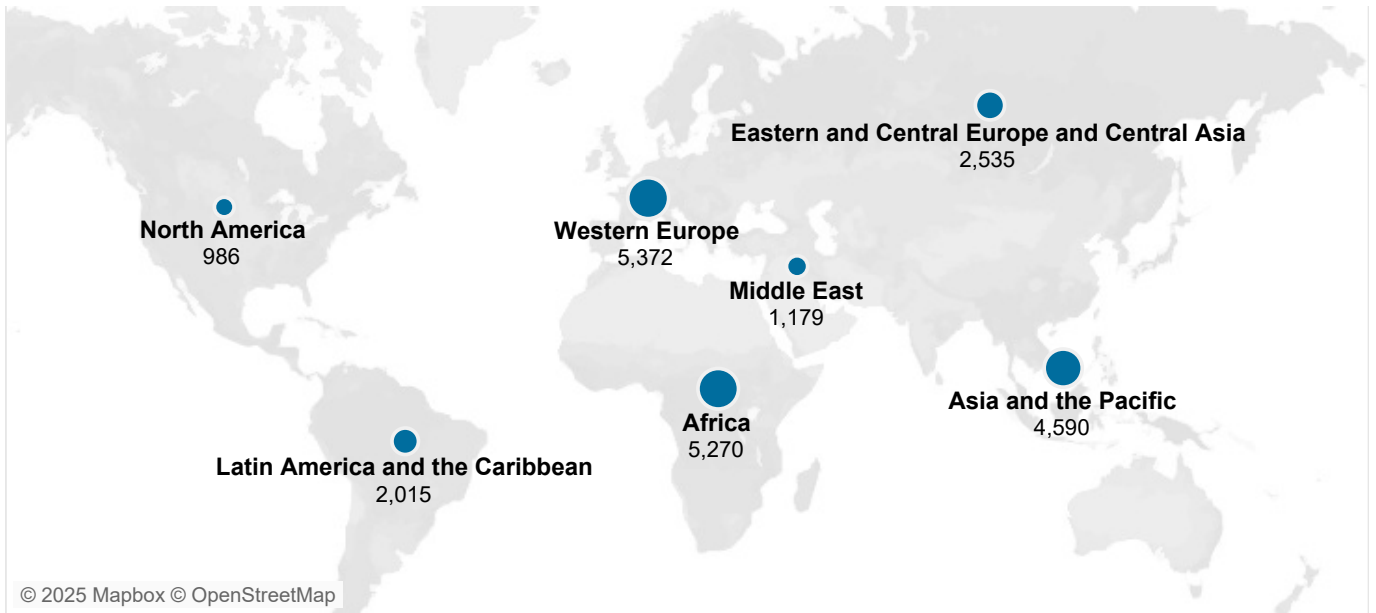 Eastern and Central Europe and Central Asia
2,535
North America
986
Western Europe
5,372
Middle East
1,179
Asia and the Pacific
4,590
Africa
5,270
Latin America and the Caribbean
2,015
© 2025 Mapbox © OpenStreetMap